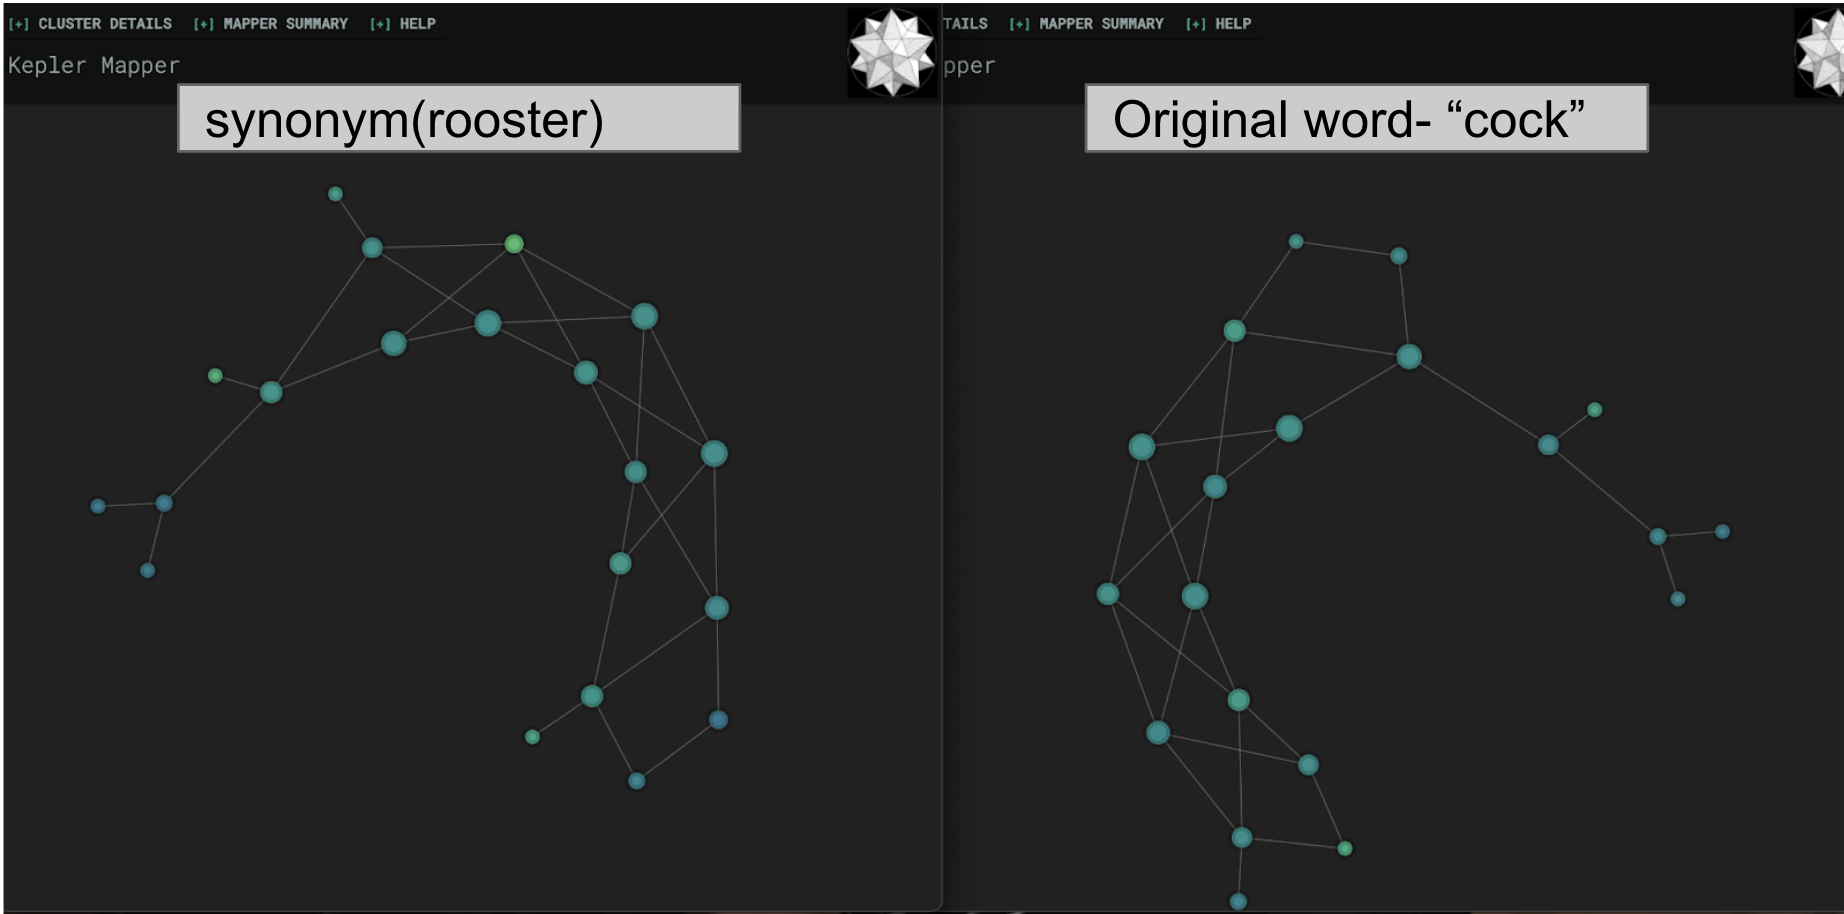 [+] CLUSTER DETAILS [+] MAPPER SUMMARY [+] HELP
Kepler Mapper
synonym(rooster)
TAILS [+] MAPPER SUMMARY [+] HELP
pper
Original word- “cock”